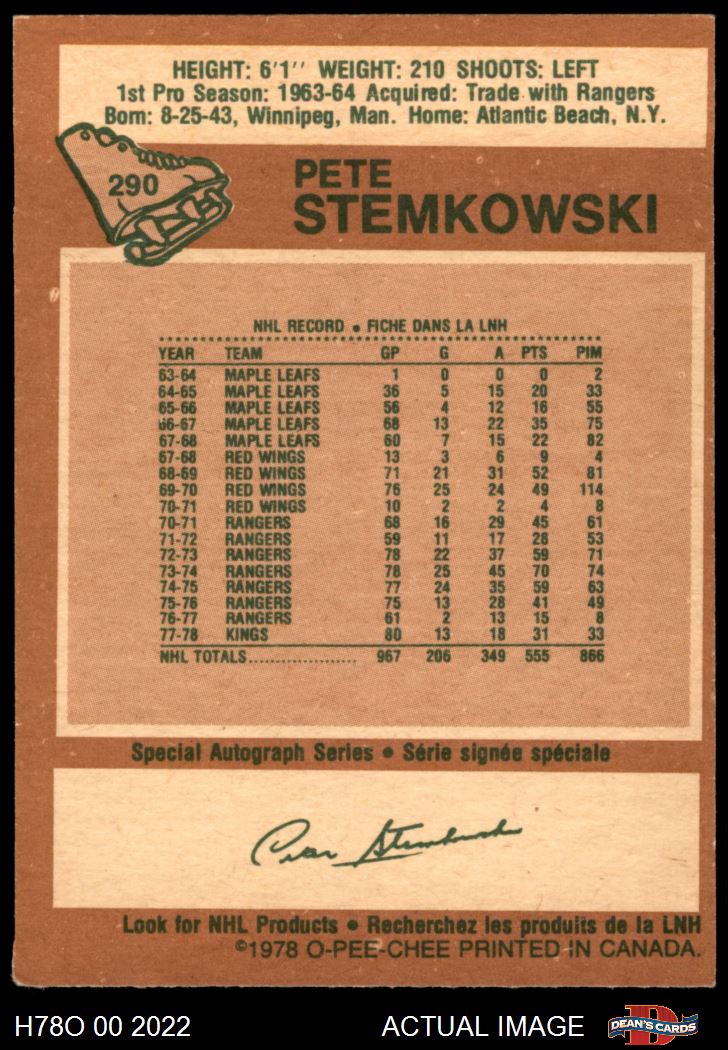 HEIGHT: 6'1'' WEIGHT: 210 SHOOTS: LEFT
1st Pro Season: 1963-64 Acquired: Trade with Rangers
Born: 8-25-43, Winnipeg, Man. Home: Atlantic Beach, N.Y.
290
PETE
STEMKOWSKI
NHL RECORD • FICHE DANS LA LNH
YEAR TEAM GP G A PTS PIM
63-64 MAPLE LEAFS 1 0 0 0 2
64-65 MAPLE LEAFS 36 5 15 20 33
65-66 MAPLE LEAFS 56 4 12 16 55
66-67 MAPLE LEAFS 68 13 22 35 75
67-68 MAPLE LEAFS 60 7 15 22 82
67-68 RED WINGS 13 3 6 9 4
68-69 RED WINGS 71 21 31 52 81
69-70 RED WINGS 76 25 24 49 114
70-71 RED WINGS 10 2 2 4 8
70-71 RANGERS 68 16 29 45 61
71-72 RANGERS 59 11 17 28 53
72-73 RANGERS 78 22 37 59 71
73-74 RANGERS 78 25 45 70 74
74-75 RANGERS 77 24 35 59 63
75-76 RANGERS 75 13 28 41 49
76-77 RANGERS 61 2 13 15 8
77-78 KINGS 80 13 18 31 33
NHL TOTALS.................... 967 206 349 555 866
Special Autograph Series • Série signée spéciale
Peter Stemkowski
Look for NHL Products • Recherchez les produits de la LNH
©1978 O-PEE-CHEE PRINTED IN CANADA.
H78O 00 2022 ACTUAL IMAGE D DEAN'S CARDS